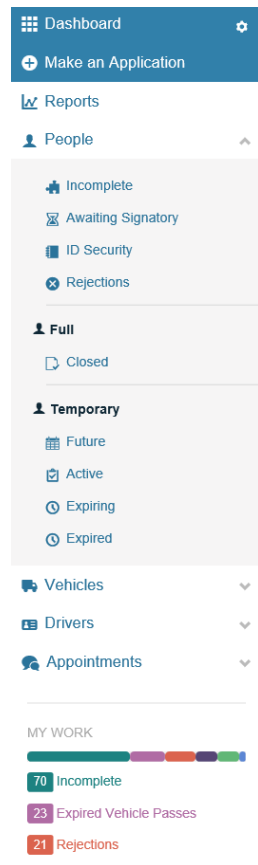 Dashboard
Make an Application
Reports
People
Incomplete
Awaiting Signatory
ID Security
Rejections
Full
Closed
Temporary
Future
Active
Expiring
Expired
Vehicles
Drivers
Appointments
MY WORK
70 Incomplete
23 Expired Vehicle Passes
21 Rejections